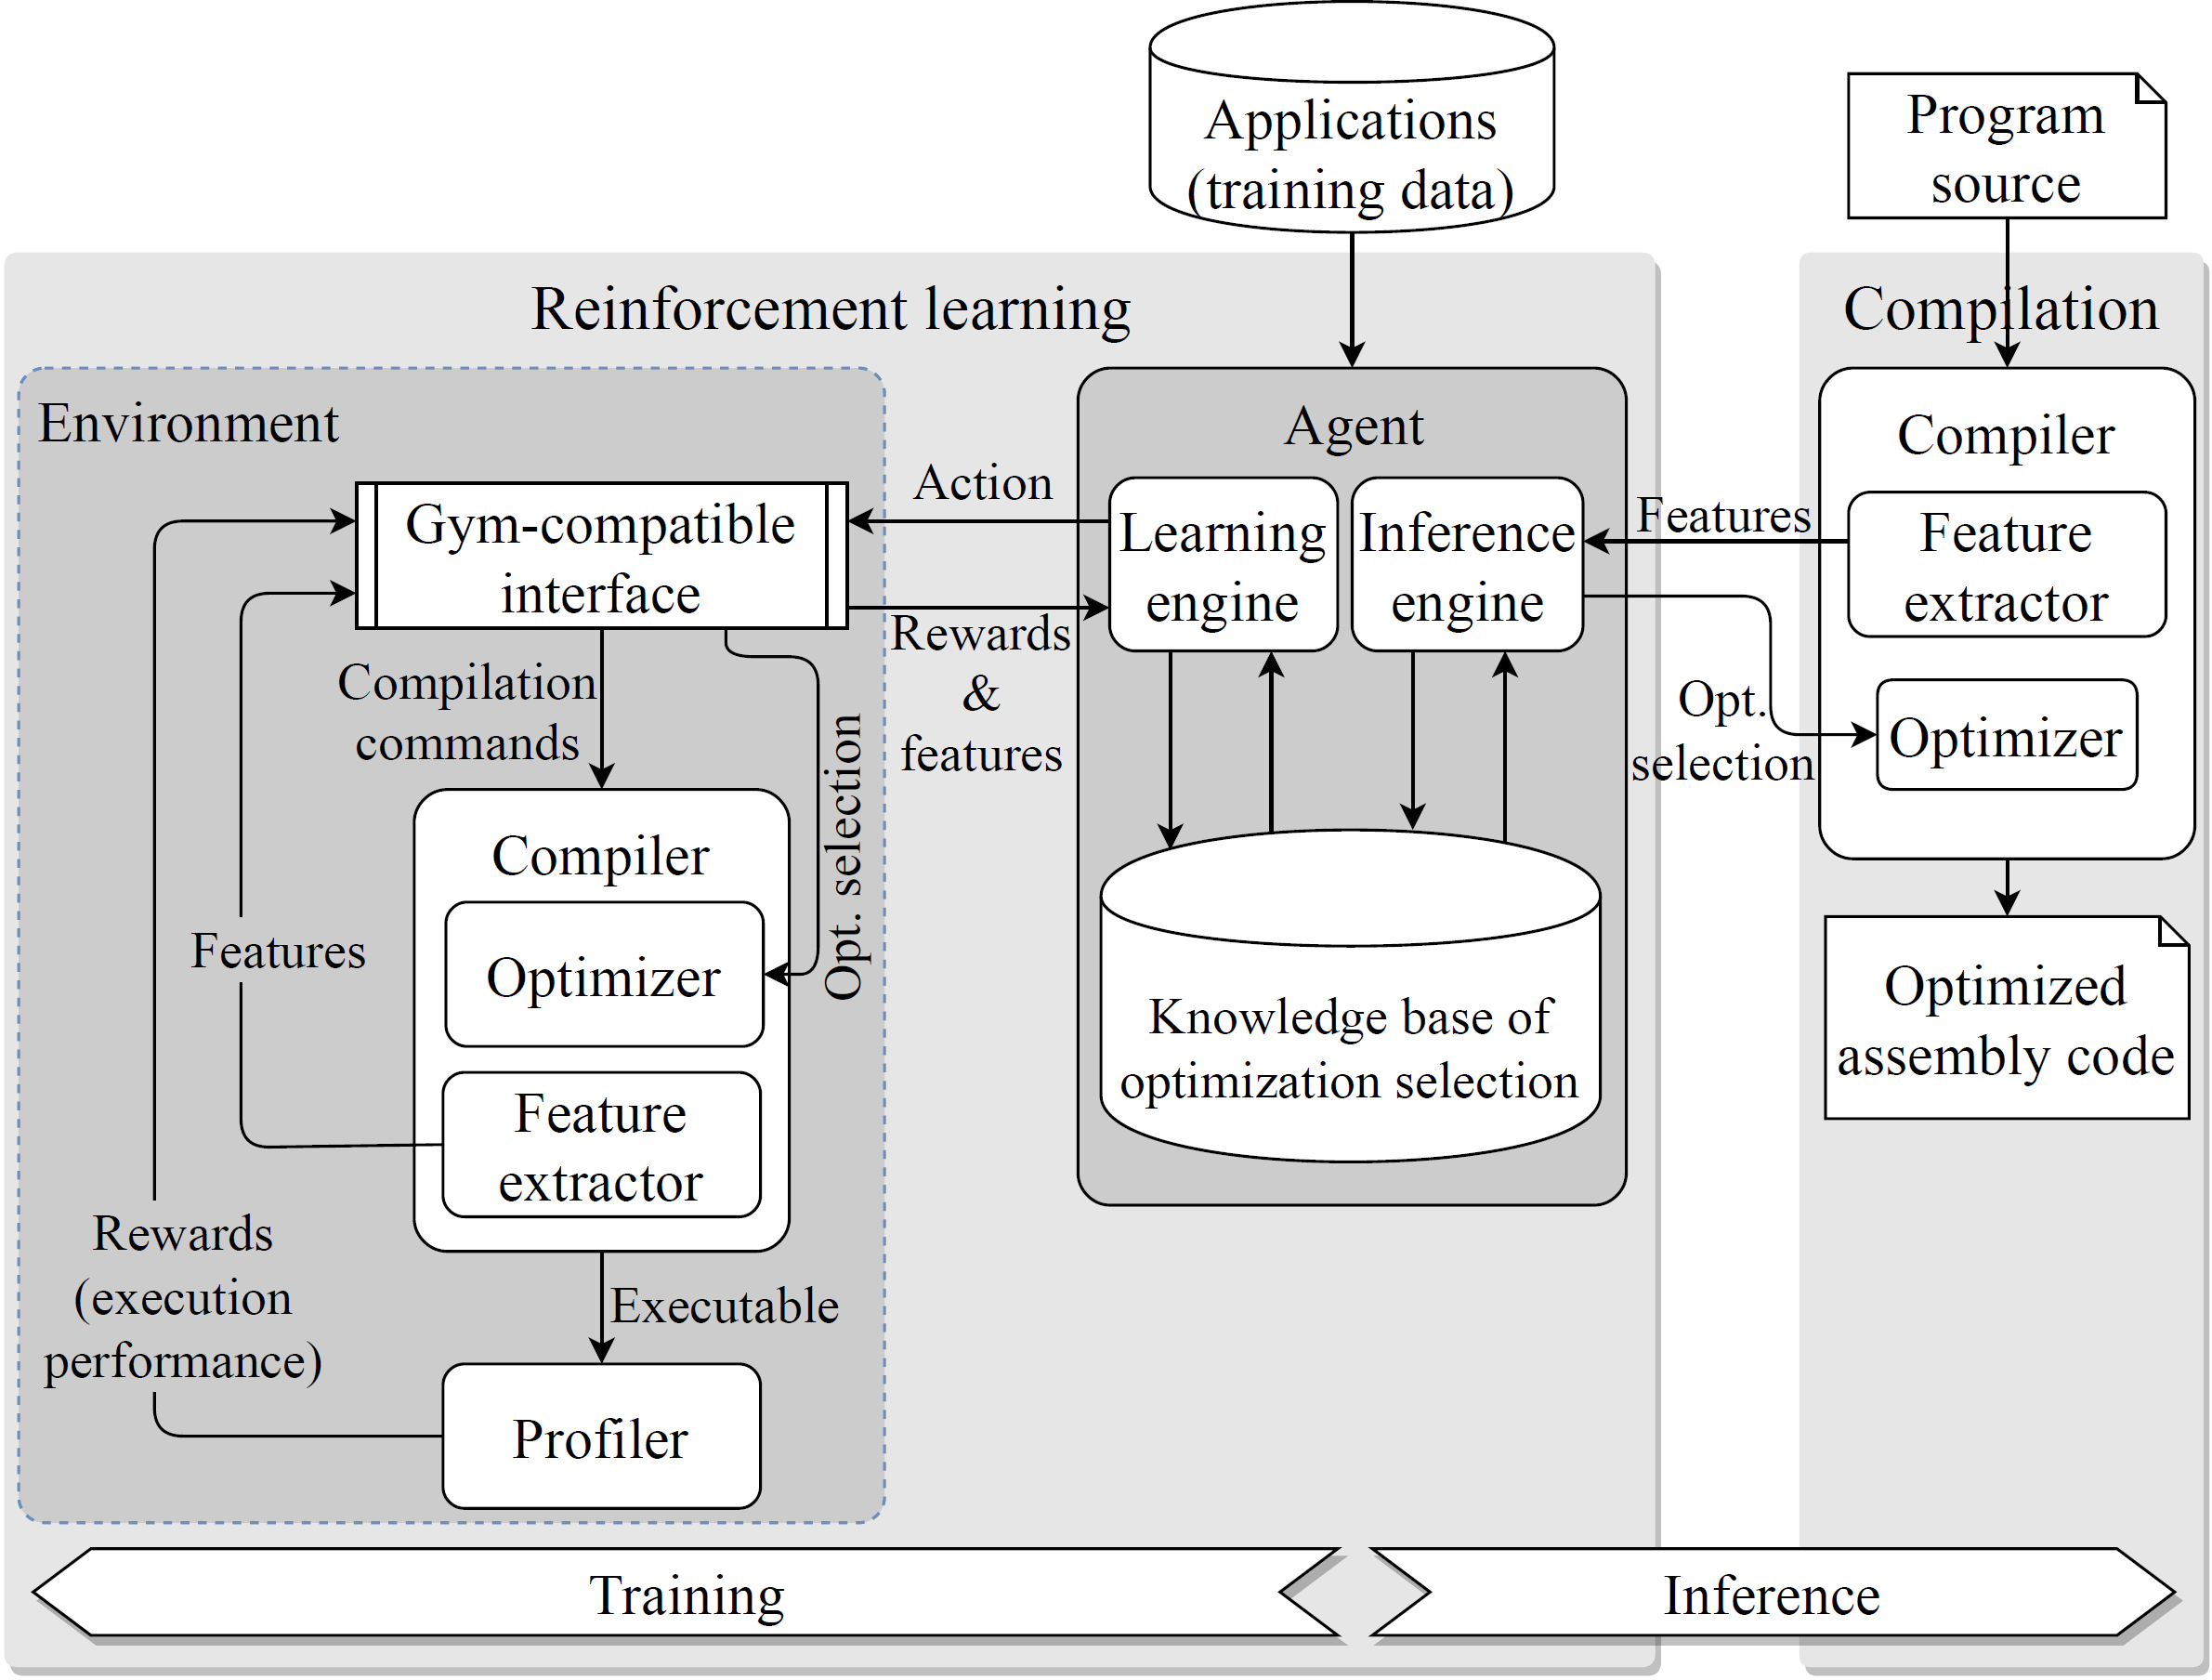 Applications
(training data)
Program
source
Reinforcement learning
Compilation
Environment
Agent
Compiler
Gym-compatible
interface
Action
Rewards
&
features
Learning
engine
Inference
engine
Features
Feature
extractor
Opt.
selection
Optimizer
Compilation
commands
Opt. selection
Compiler
Optimizer
Feature
extractor
Features
Knowledge base of
optimization selection
Optimized
assembly code
Rewards
(execution
performance)
Executable
Profiler
Training
Inference